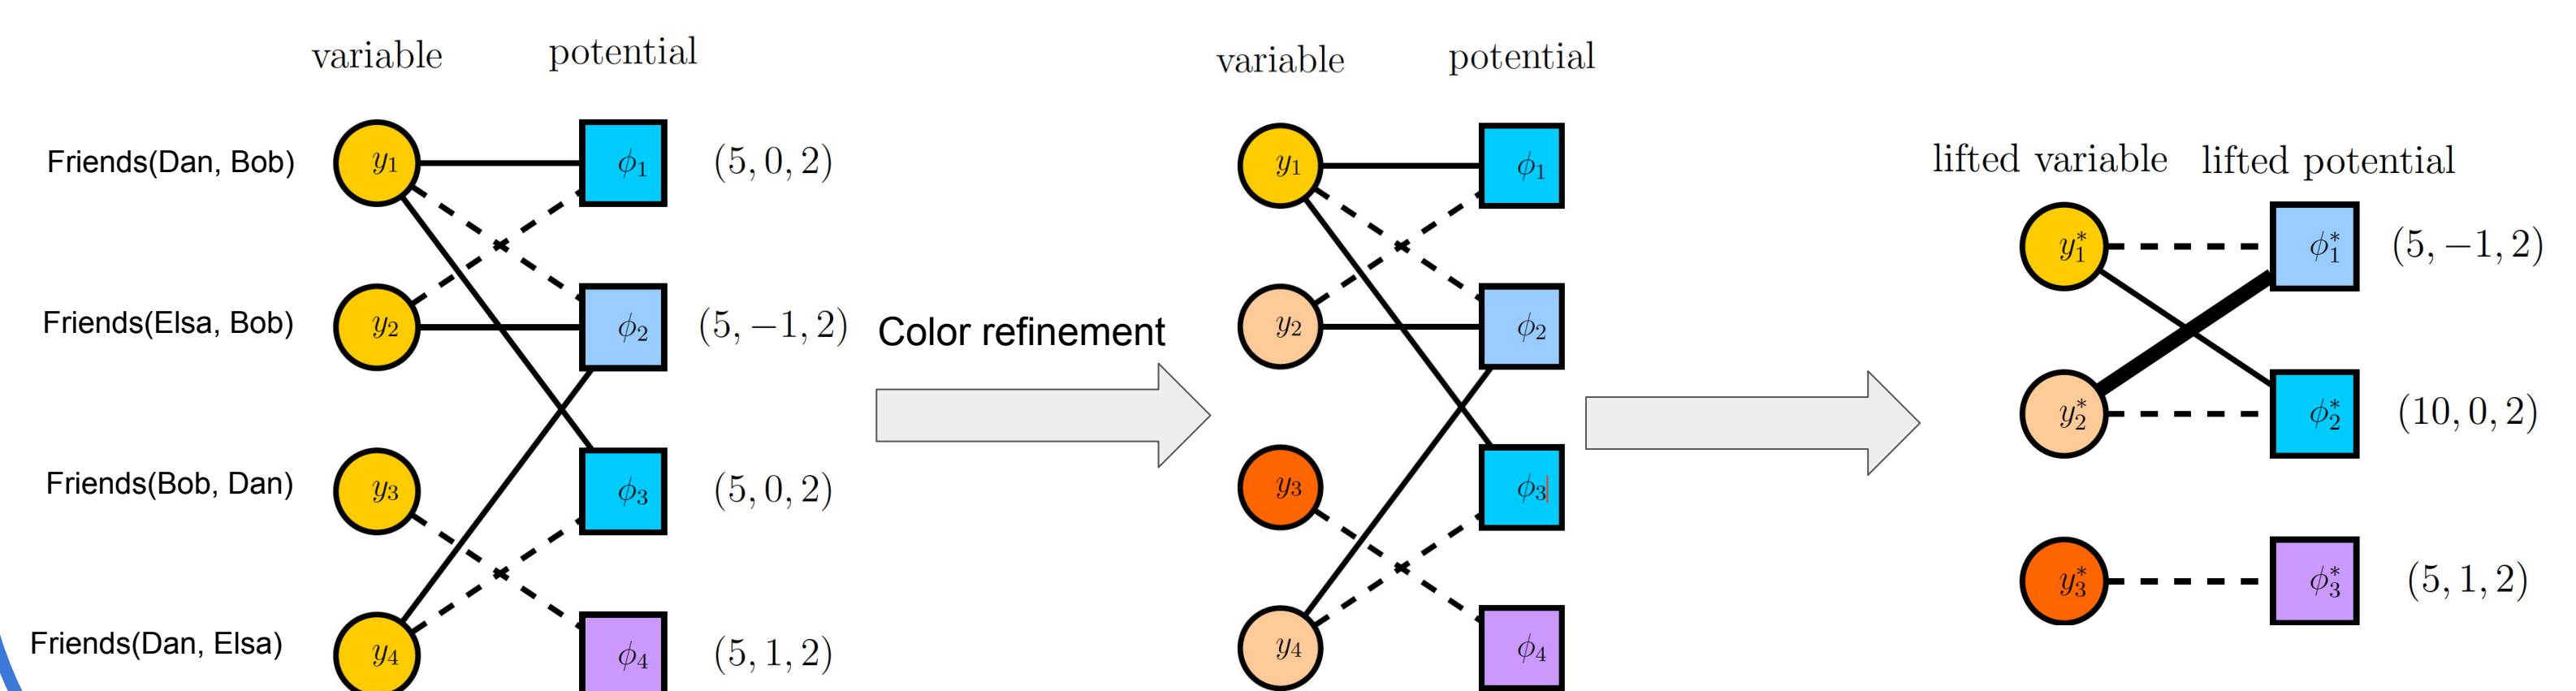 variable potential
Friends(Dan, Bob) y₁ ϕ₁ (5, 0, 2)
Friends(Elsa, Bob) y₂ ϕ₂ (5, −1, 2)
Friends(Bob, Dan) y₃ ϕ₃ (5, 0, 2)
Friends(Dan, Elsa) y₄ ϕ₄ (5, 1, 2)
Color refinement
variable potential
y₁ ϕ₁
y₂ ϕ₂
y₃ ϕ₃
y₄ ϕ₄
lifted variable lifted potential
y₁* ϕ₁* (5, −1, 2)
y₂* ϕ₂* (10, 0, 2)
y₃* ϕ₃* (5, 1, 2)